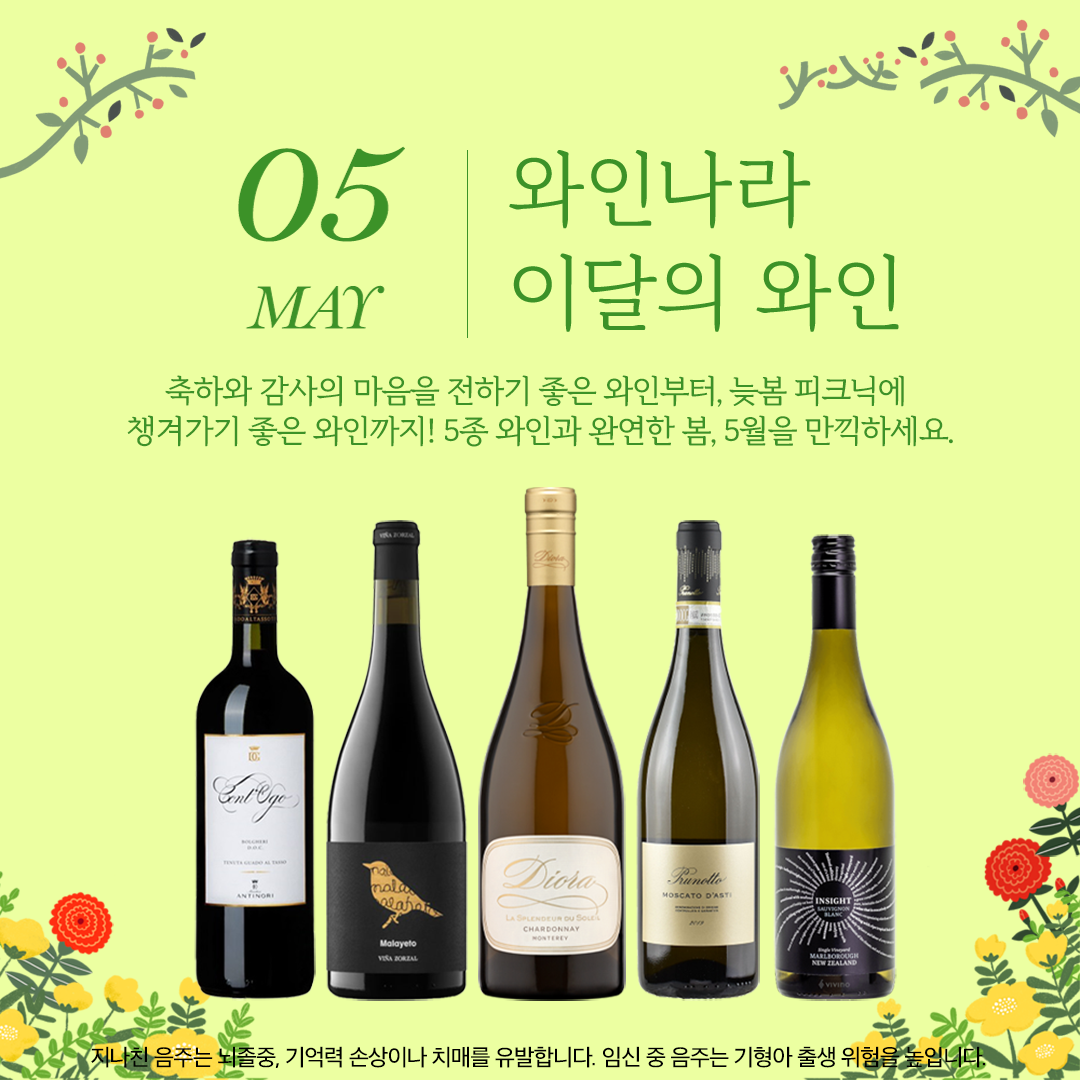 05
MAY
와인나라
이달의 와인
축하와 감사의 마음을 전하기 좋은 와인부터, 늦봄 피크닉에
챙겨가기 좋은 와인까지! 5종 와인과 완연한 봄, 5월을 만끽하세요.
Cont'Ugo
BOLGHERI
D.O.C.
TENUTA GUADO AL TASSO
ANTINORI
VIÑA ZORZAL
Malayeto
VIÑA ZORZAL
Diora
Diora
LA SPLENDEUR DU SOLEIL
CHARDONNAY
MONTEREY
Prunotto
MOSCATO D'ASTI
INSIGHT
SAUVIGNON
BLANC
Single Vineyard
MARLBOROUGH
NEW ZEALAND
VIVINO
지나친 음주는 뇌졸중, 기억력 손상이나 치매를 유발합니다. 임신 중 음주는 기형아 출생 위험을 높입니다.